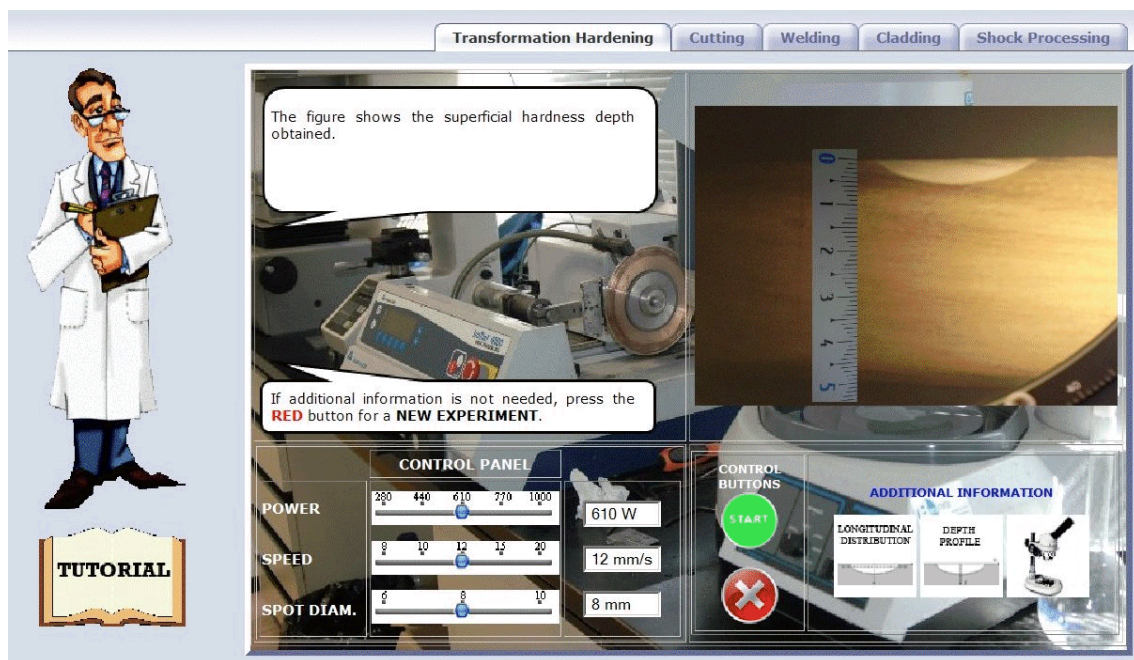 Transformation Hardening
Cutting
Welding
Cladding
Shock Processing
The figure shows the superficial hardness depth
obtained.
0
1
2
3
4
5
If additional information is not needed, press the
RED button for a NEW EXPERIMENT.
TUTORIAL
CONTROL PANEL
POWER
280 440 610 770 1000
610 W
SPEED
8 10 12 15 20
12 mm/s
SPOT DIAM.
6 8 10
8 mm
CONTROL
BUTTONS
START
ADDITIONAL INFORMATION
LONGITUDINAL
DISTRIBUTION
DEPTH
PROFILE